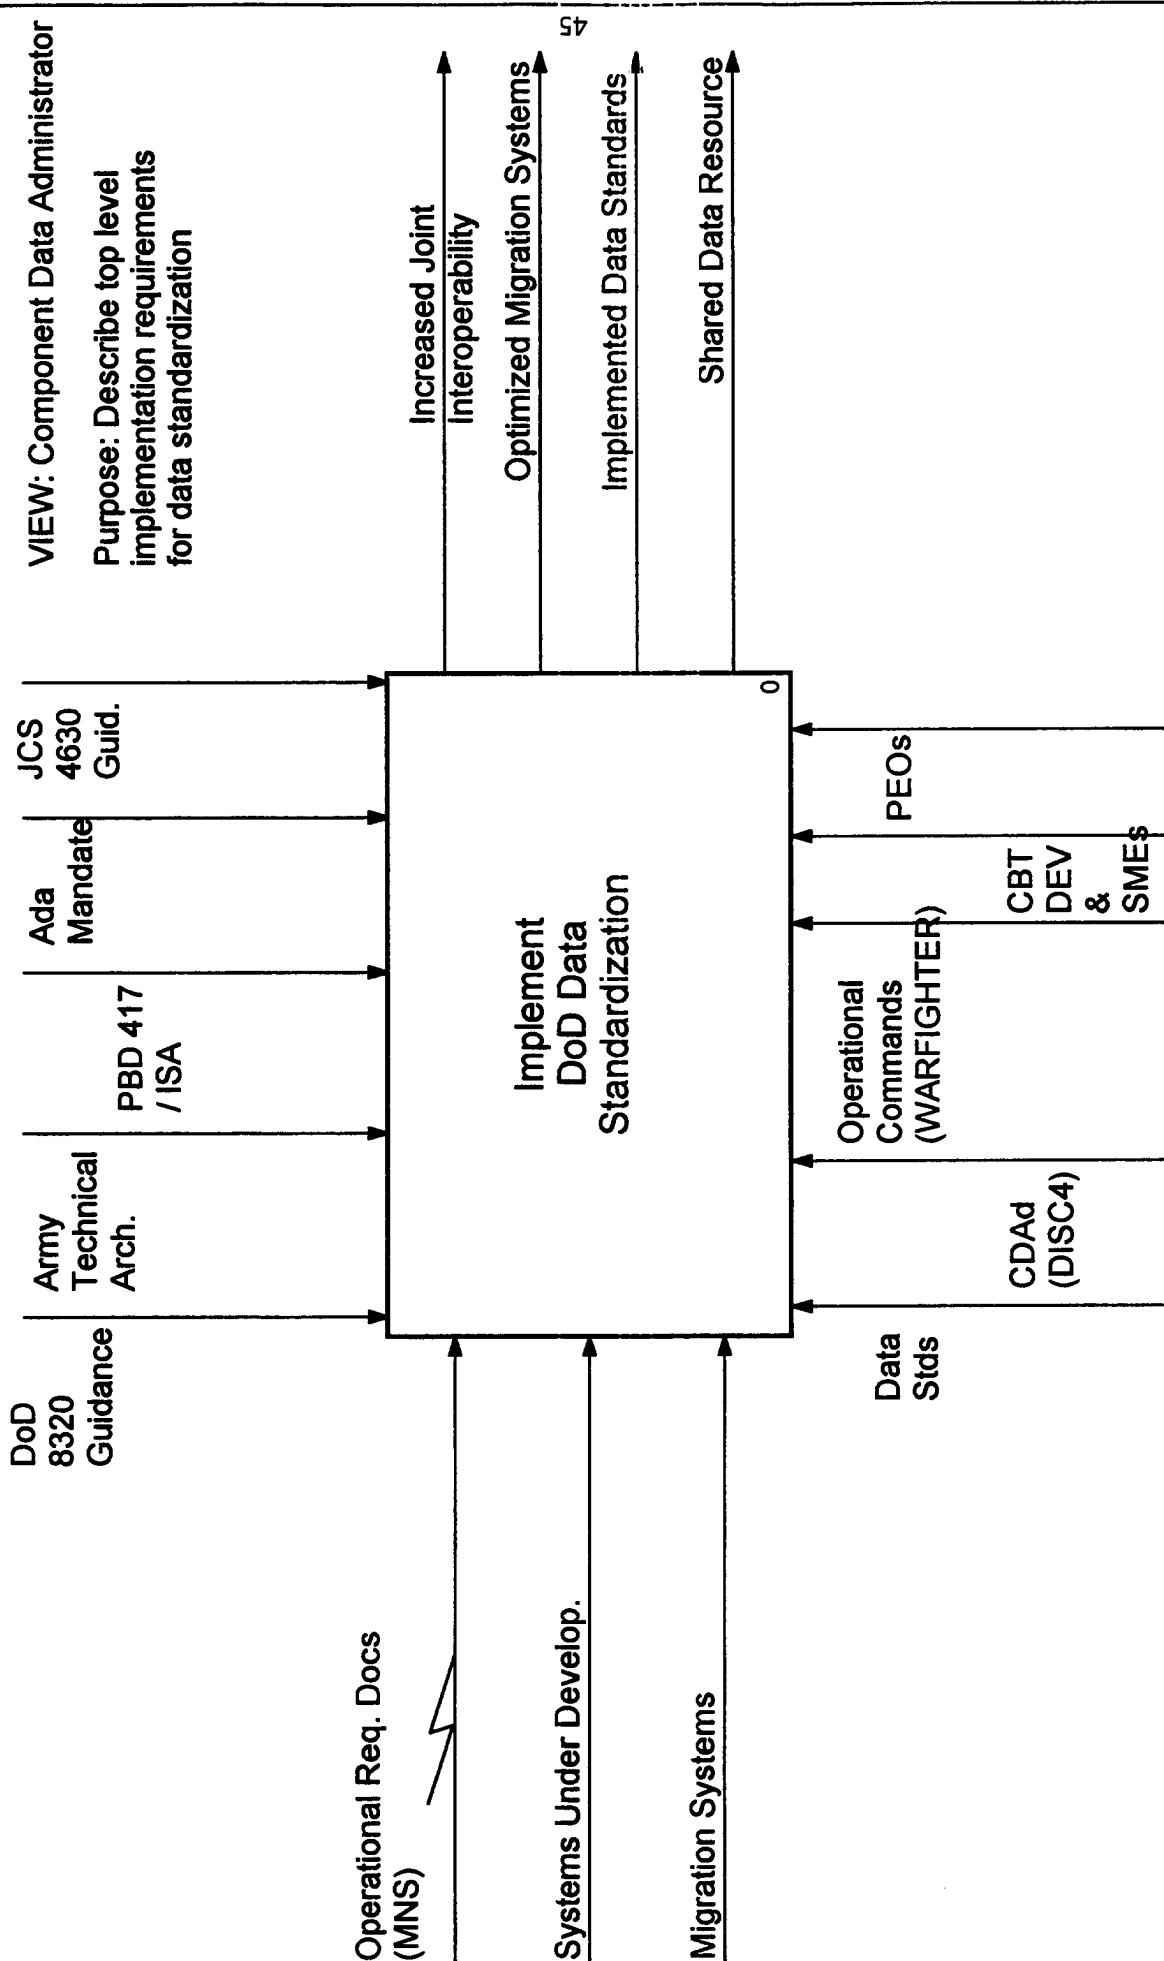 VIEW: Component Data Administrator
Purpose: Describe top level
implementation requirements
for data standardization
DoD
8320
Guidance
Army
Technical
Arch.
PBD 417
/ ISA
Ada
Mandate
JCS
4630
Guid.
Operational Req. Docs
(MNS)
Systems Under Develop.
Migration Systems
Implement
DoD Data
Standardization
0
Increased Joint
Interoperability
Optimized Migration Systems
Implemented Data Standards
Shared Data Resource
Data
Stds
CDAd
(DISC4)
Operational
Commands
(WARFIGHTER)
CBT
DEV
&
SMEs
PEOs
45